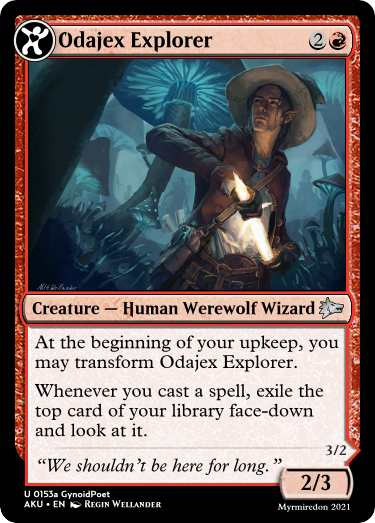 Odajex Explorer 2
Creature — Human Werewolf Wizard
At the beginning of your upkeep, you
may transform Odajex Explorer.
Whenever you cast a spell, exile the
top card of your library face-down
and look at it.
3/2
“We shouldn’t be here for long.”
2/3
U 0153a GynoidPoet
AKU • EN Regin Wellander
Myrmiredon 2021